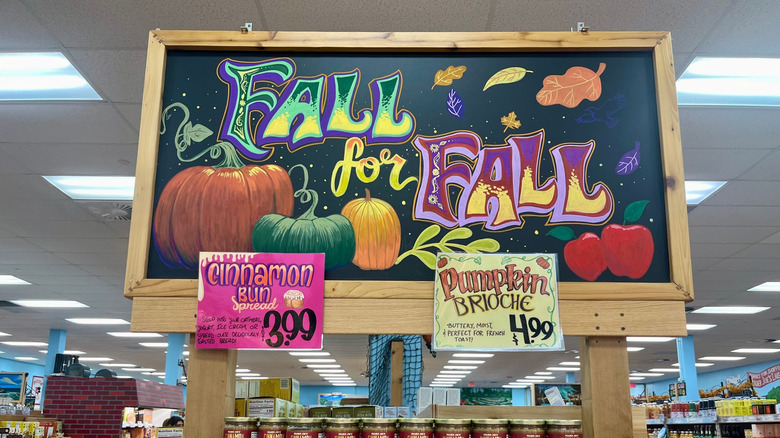 FALL
for
FALL
CINNAMON
BUN
Spread
3.99
PUMPKIN
BRIOCHE
BUTTERY, MOIST,
& PERFECT FOR FRENCH
TOAST!
$4.99